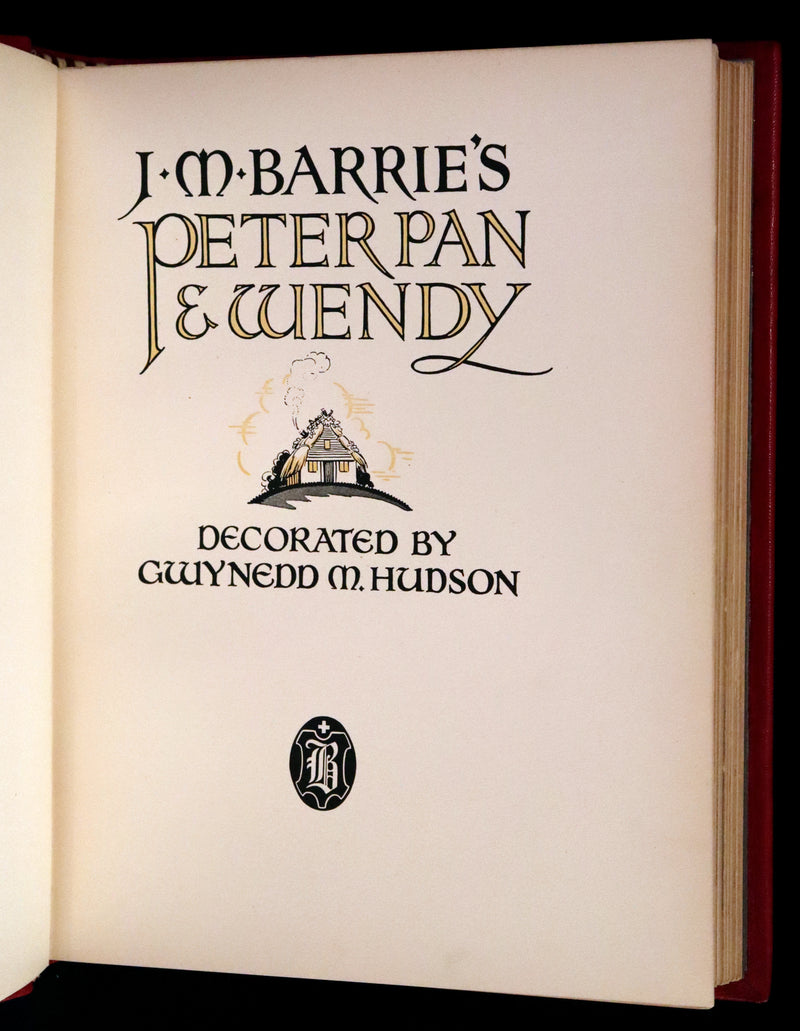 J·M·BARRIE'S
PETER PAN
& WENDY
DECORATED BY
GWYNEDD M. HUDSON
B